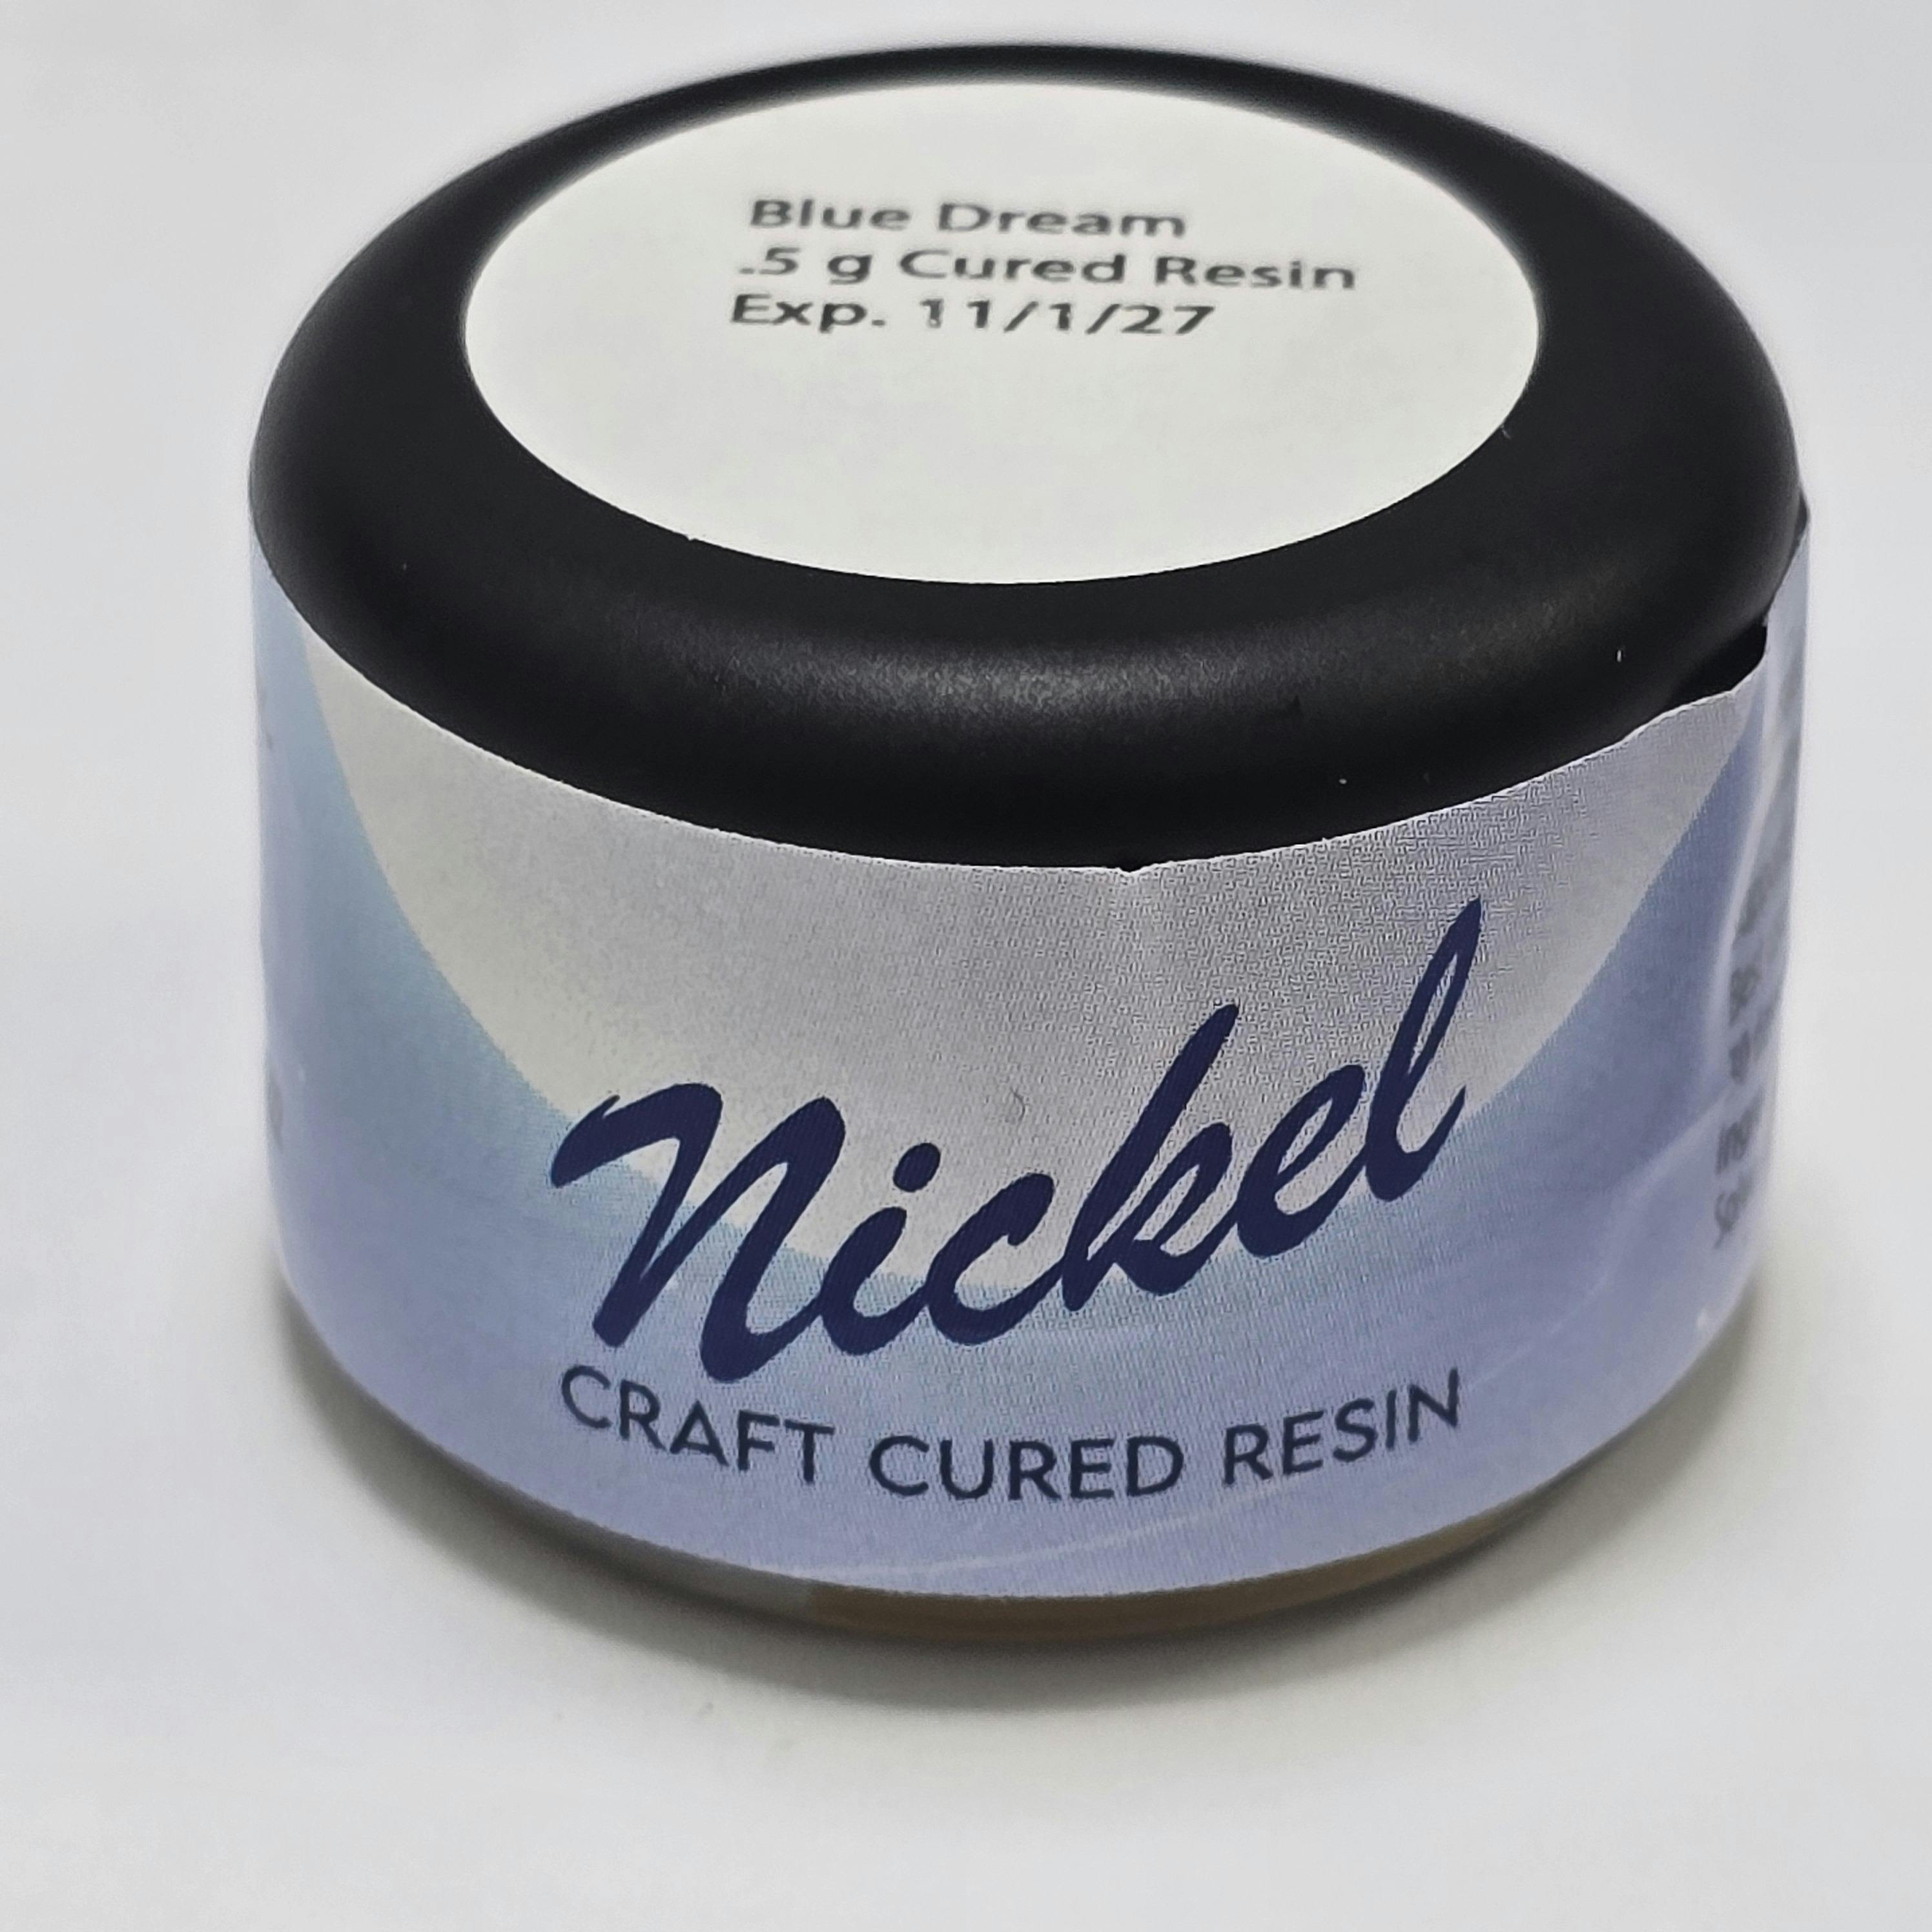 Blue Dream
.5 g Cured Resin
Exp. 11/1/27
Nickel
CRAFT CURED RESIN